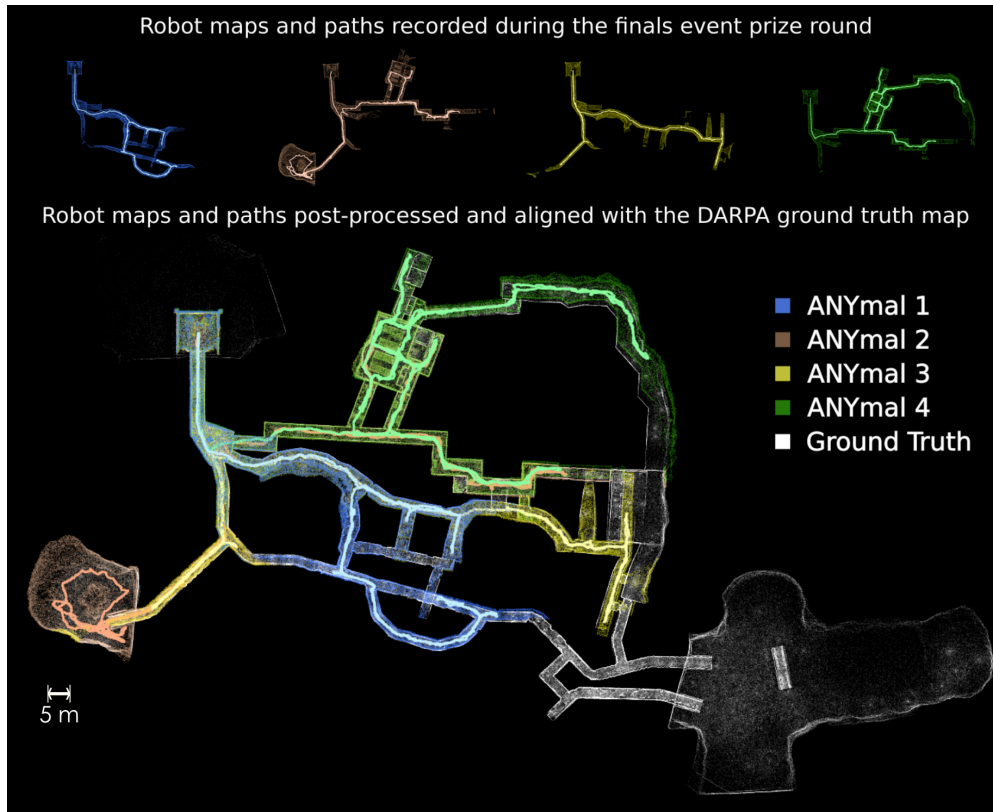 Robot maps and paths recorded during the finals event prize round
Robot maps and paths post-processed and aligned with the DARPA ground truth map
ANYmal 1
ANYmal 2
ANYmal 3
ANYmal 4
Ground Truth
5 m